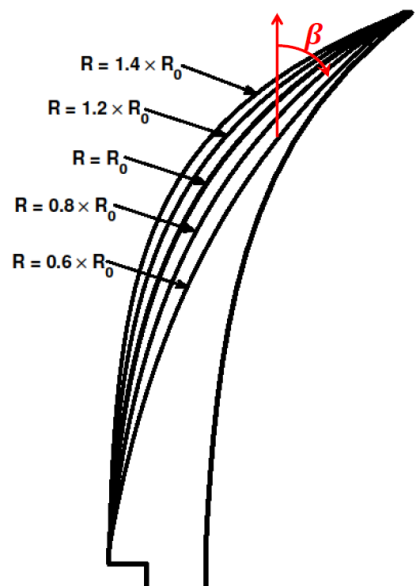 β
R = 1.4 × R₀
R = 1.2 × R₀
R = R₀
R = 0.8 × R₀
R = 0.6 × R₀